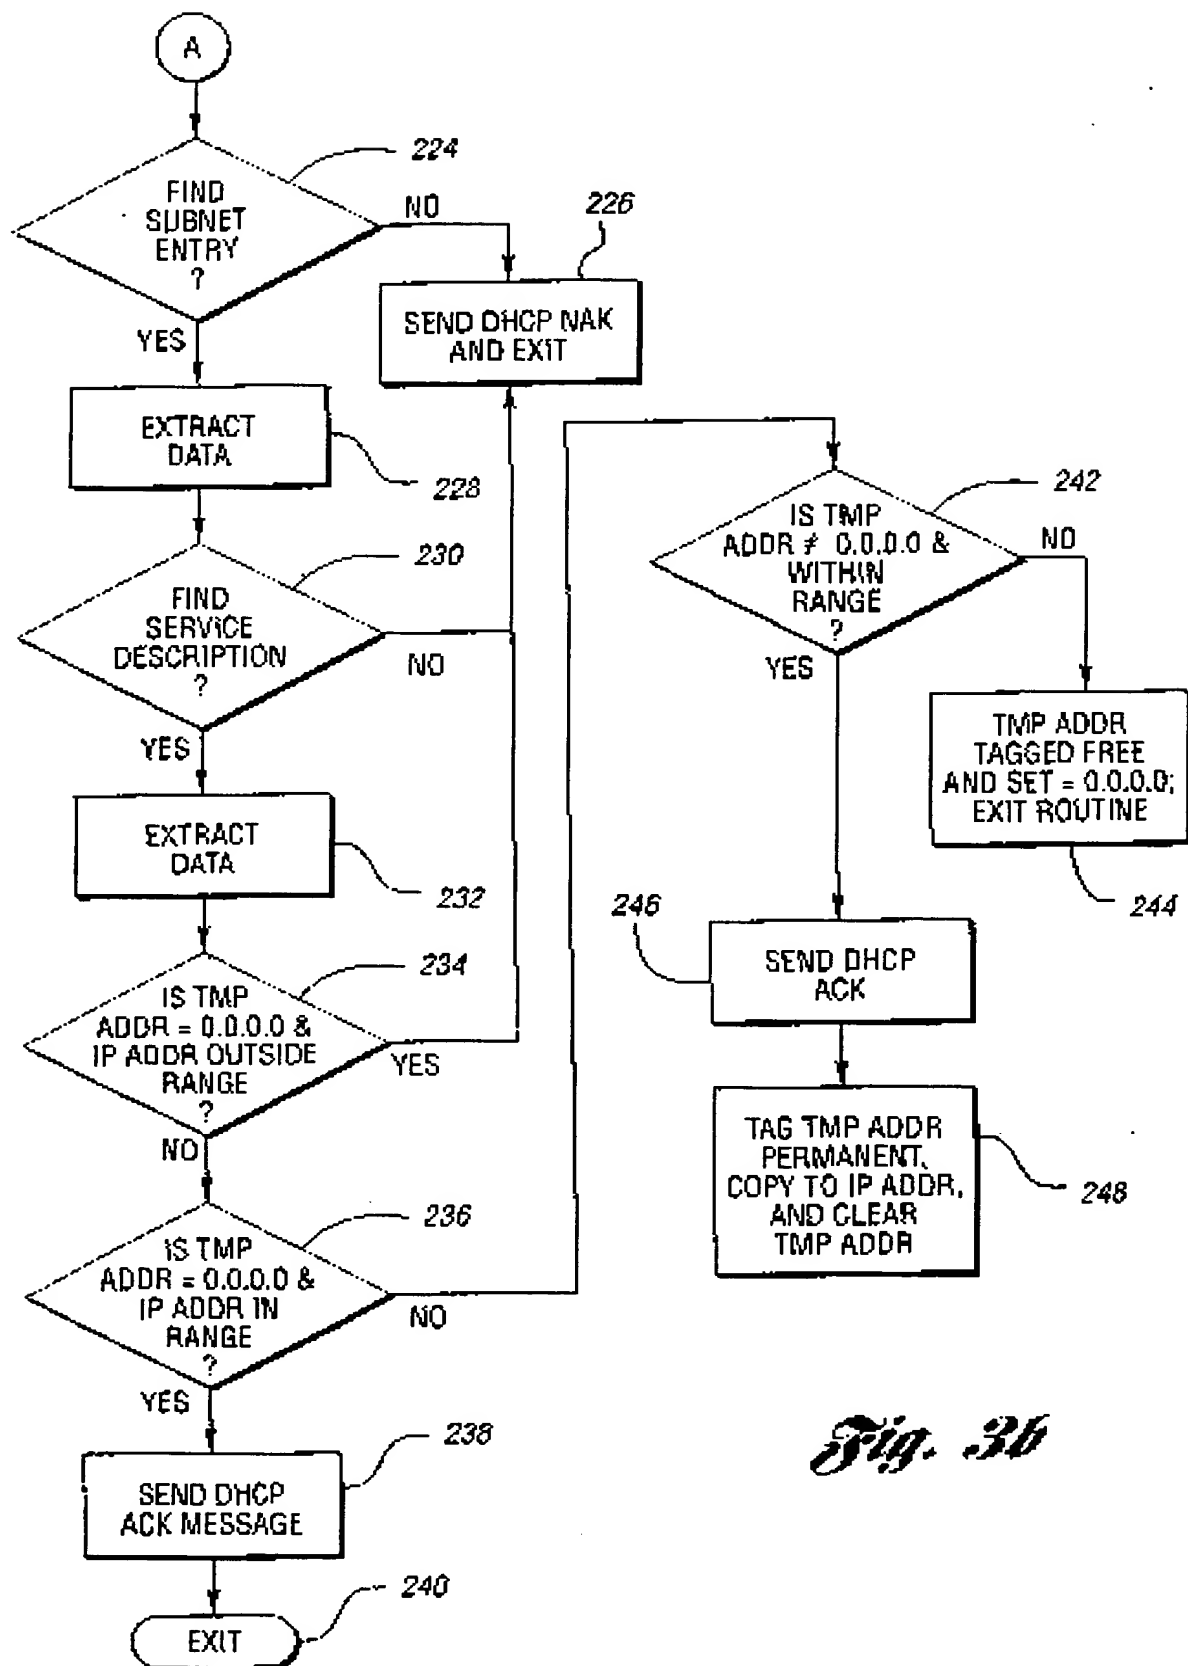 A
224
FIND
SUBNET
ENTRY
?
NO
YES
226
SEND DHCP NAK
AND EXIT
EXTRACT
DATA
228
230
FIND
SERVICE
DESCRIPTION
?
NO
YES
EXTRACT
DATA
232
234
IS TMP
ADDR = 0.0.0.0 &
IP ADDR OUTSIDE
RANGE
?
YES
NO
236
IS TMP
ADDR = 0.0.0.0 &
IP ADDR IN
RANGE
?
NO
YES
238
SEND DHCP
ACK MESSAGE
240
EXIT
242
IS TMP
ADDR ≠ 0.0.0.0 &
WITHIN
RANGE
?
NO
YES
TMP ADDR
TAGGED FREE
AND SET = 0.0.0.0;
EXIT ROUTINE
244
246
SEND DHCP
ACK
TAG TMP ADDR
PERMANENT,
COPY TO IP ADDR,
AND CLEAR
TMP ADDR
248
Fig. 3b